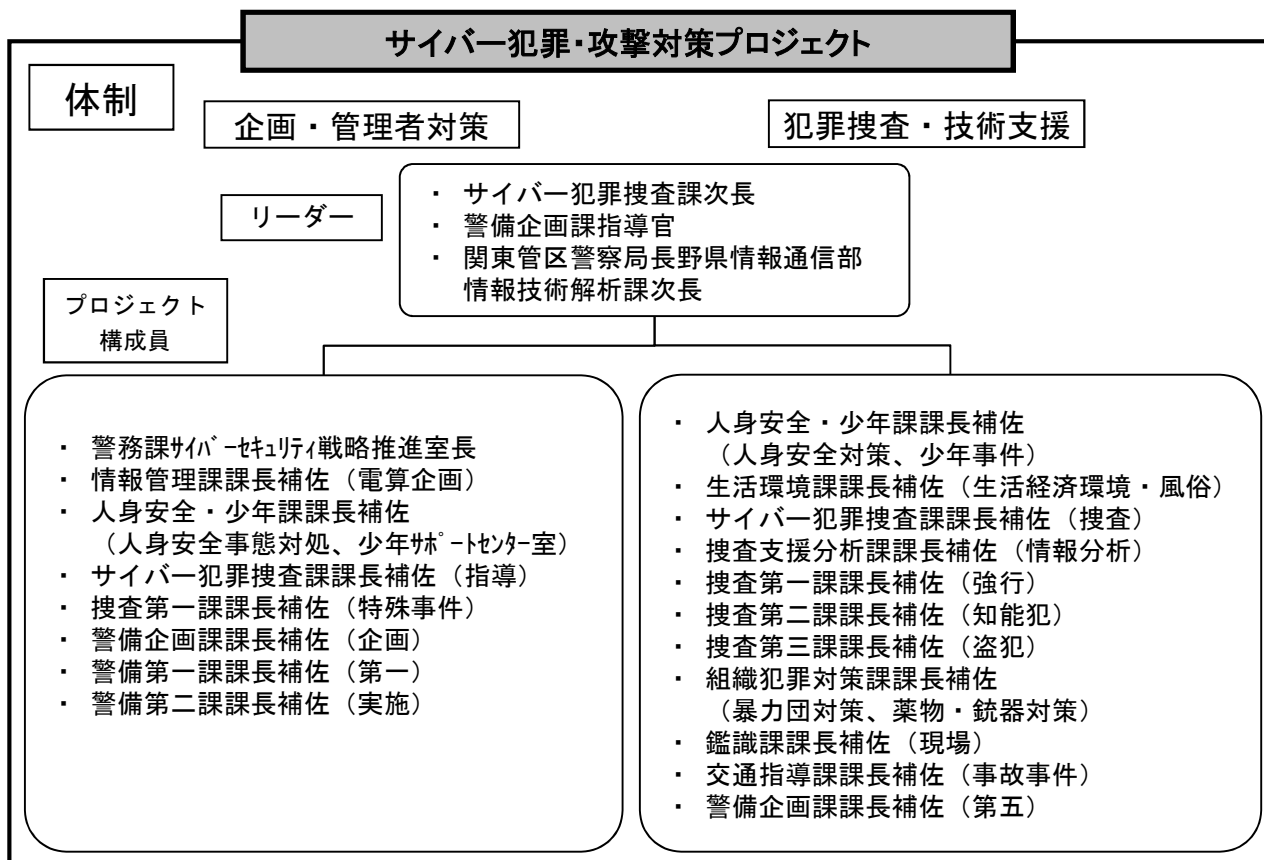 サイバー犯罪・攻撃対策プロジェクト
体制
企画・管理者対策
犯罪捜査・技術支援
リーダー
・ サイバー犯罪捜査課次長
・ 警備企画課指導官
・ 関東管区警察局長野県情報通信部
情報技術解析課次長
プロジェクト
構成員
・ 警務課ｻｲﾊﾞｰｾｷｭﾘﾃｨ戦略推進室長
・ 情報管理課課長補佐（電算企画）
・ 人身安全・少年課課長補佐
（人身安全事態対処、少年ｻﾎﾟｰﾄｾﾝﾀｰ室）
・ サイバー犯罪捜査課課長補佐（指導）
・ 捜査第一課課長補佐（特殊事件）
・ 警備企画課課長補佐（企画）
・ 警備第一課課長補佐（第一）
・ 警備第二課課長補佐（実施）
・ 人身安全・少年課課長補佐
（人身安全対策、少年事件）
・ 生活環境課課長補佐（生活経済環境・風俗）
・ サイバー犯罪捜査課課長補佐（捜査）
・ 捜査支援分析課課長補佐（情報分析）
・ 捜査第一課課長補佐（強行）
・ 捜査第二課課長補佐（知能犯）
・ 捜査第三課課長補佐（盗犯）
・ 組織犯罪対策課課長補佐
（暴力団対策、薬物・銃器対策）
・ 鑑識課課長補佐（現場）
・ 交通指導課課長補佐（事故事件）
・ 警備企画課課長補佐（第五）